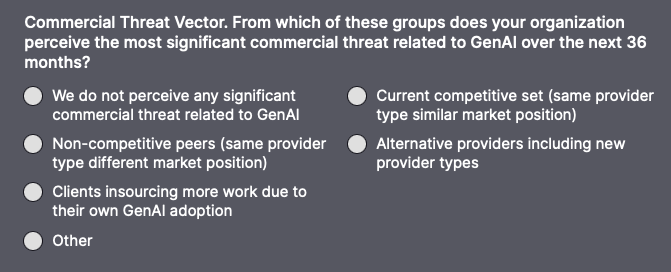 Commercial Threat Vector. From which of these groups does your organization
perceive the most significant commercial threat related to GenAI over the next 36
months?
We do not perceive any significant
commercial threat related to GenAI
Current competitive set (same provider
type similar market position)
Non-competitive peers (same provider
type different market position)
Alternative providers including new
provider types
Clients insourcing more work due to
their own GenAI adoption
Other